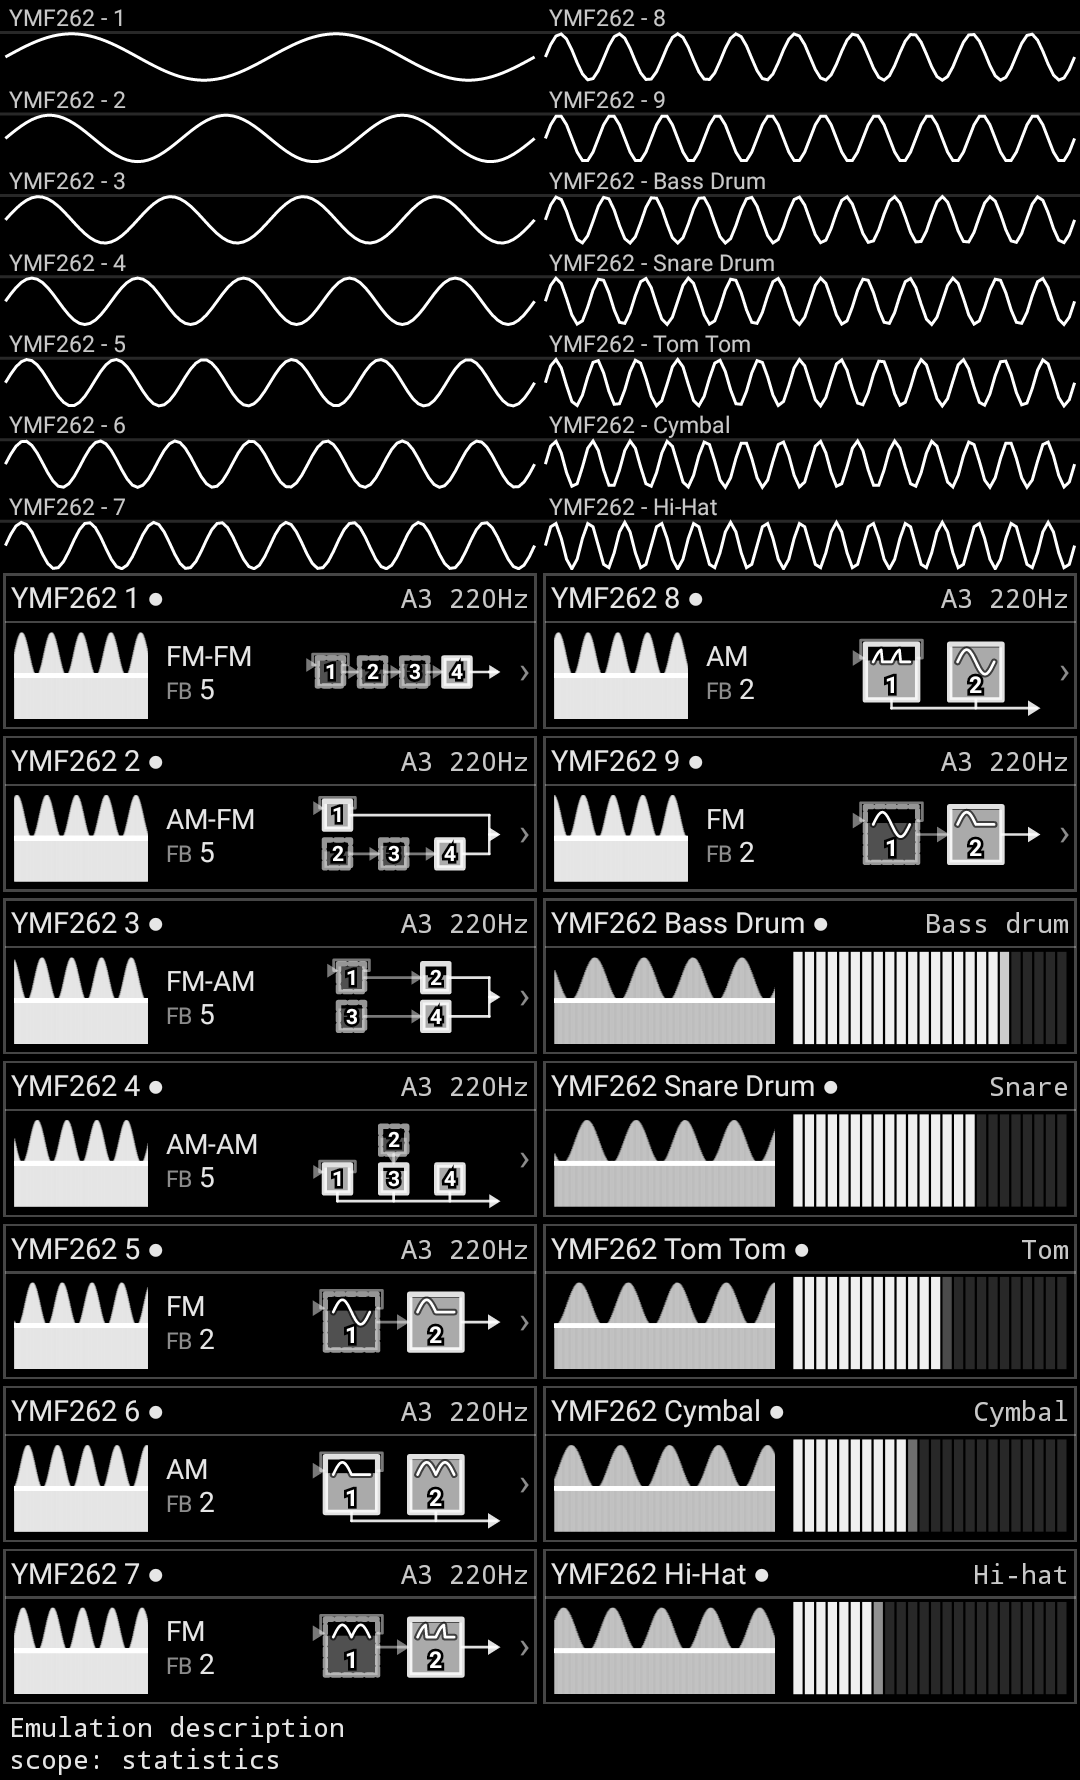 YMF262 - 1
YMF262 - 2
YMF262 - 3
YMF262 - 4
YMF262 - 5
YMF262 - 6
YMF262 - 7
YMF262 - 8
YMF262 - 9
YMF262 - Bass Drum
YMF262 - Snare Drum
YMF262 - Tom Tom
YMF262 - Cymbal
YMF262 - Hi-Hat
YMF262 1 ● A3 220Hz
FM-FM
FB 5
1 2 3 4
YMF262 2 ● A3 220Hz
AM-FM
FB 5
1
2 3 4
YMF262 3 ● A3 220Hz
FM-AM
FB 5
1 2
3 4
YMF262 4 ● A3 220Hz
AM-AM
FB 5
2
1 3 4
YMF262 5 ● A3 220Hz
FM
FB 2
1 2
YMF262 6 ● A3 220Hz
AM
FB 2
1 2
YMF262 7 ● A3 220Hz
FM
FB 2
1 2
YMF262 8 ● A3 220Hz
AM
FB 2
1 2
YMF262 9 ● A3 220Hz
FM
FB 2
1 2
YMF262 Bass Drum ● Bass drum
YMF262 Snare Drum ● Snare
YMF262 Tom Tom ● Tom
YMF262 Cymbal ● Cymbal
YMF262 Hi-Hat ● Hi-hat
Emulation description
scope: statistics